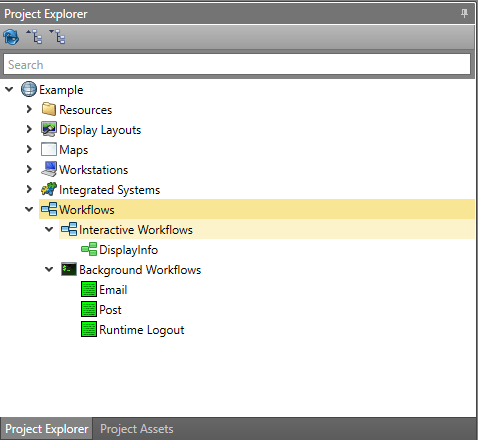 Project Explorer
Search
Example
Resources
Display Layouts
Maps
Workstations
Integrated Systems
Workflows
Interactive Workflows
DisplayInfo
Background Workflows
Email
Post
Runtime Logout
Project Explorer Project Assets